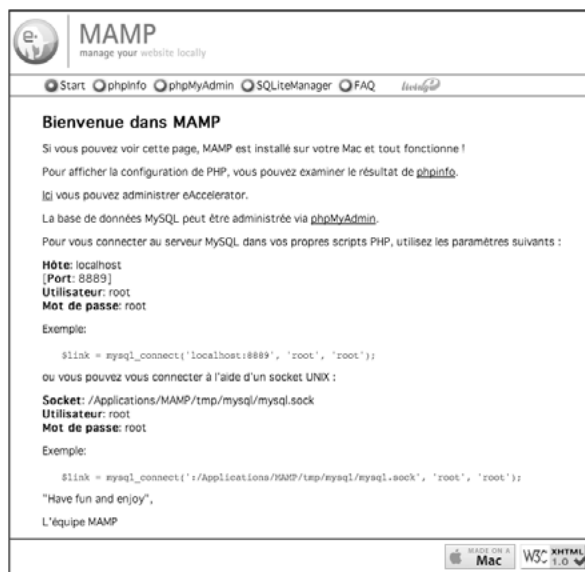 e·
MAMP
manage your website locally
Start phpinfo phpMyAdmin SQLiteManager FAQ living-e
Bienvenue dans MAMP
Si vous pouvez voir cette page, MAMP est installé sur votre Mac et tout fonctionne !
Pour afficher la configuration de PHP, vous pouvez examiner le résultat de phpinfo.
Ici vous pouvez administrer eAccelerator.
La base de données MySQL peut être administrée via phpMyAdmin.
Pour vous connecter au serveur MySQL dans vos propres scripts PHP, utilisez les paramètres suivants :
Hôte: localhost
[Port: 8889]
Utilisateur: root
Mot de passe: root
Exemple:
$link = mysql_connect('localhost:8889', 'root', 'root');
ou vous pouvez vous connecter à l'aide d'un socket UNIX :
Socket: /Applications/MAMP/tmp/mysql/mysql.sock
Utilisateur: root
Mot de passe: root
Exemple:
$link = mysql_connect(':/Applications/MAMP/tmp/mysql/mysql.sock', 'root', 'root');
"Have fun and enjoy",
L'équipe MAMP
MADE ON A
Mac
W3C XHTML
1.0